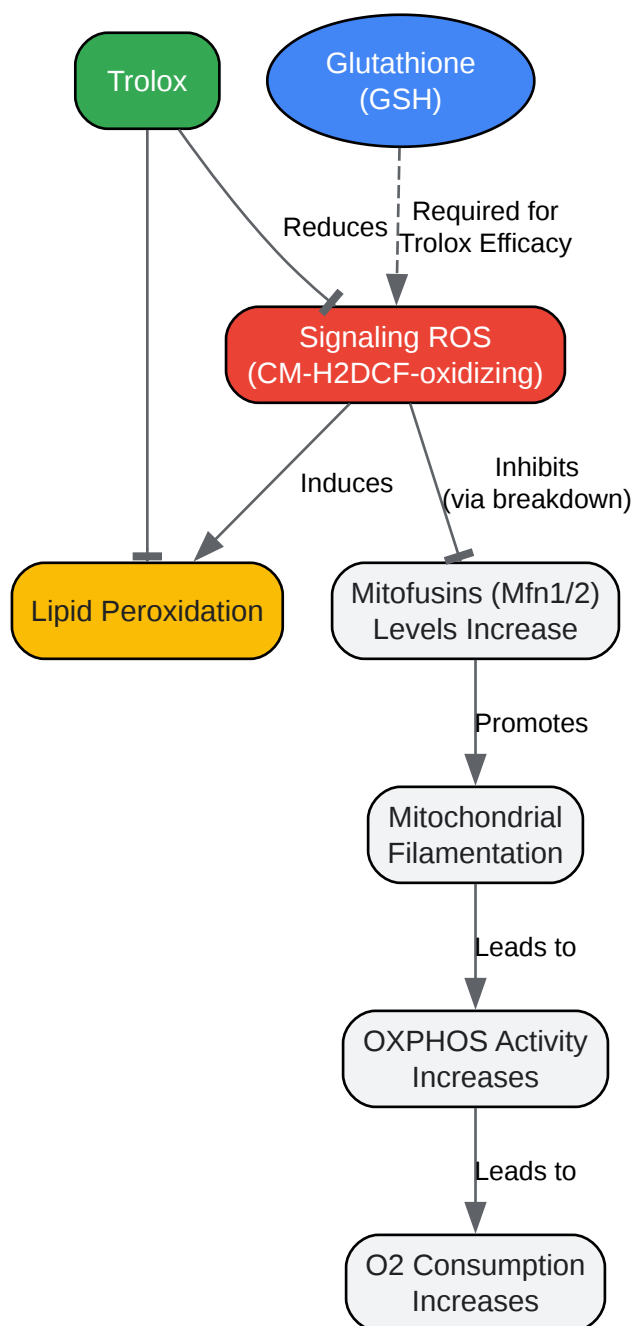 Trolox
Glutathione
(GSH)
Reduces
Required for
Trolox Efficacy
Signaling ROS
(CM-H2DCF-oxidizing)
Induces
Inhibits
(via breakdown)
Lipid Peroxidation
Mitofusins (Mfn1/2)
Levels Increase
Promotes
Mitochondrial
Filamentation
Leads to
OXPHOS Activity
Increases
Leads to
O2 Consumption
Increases